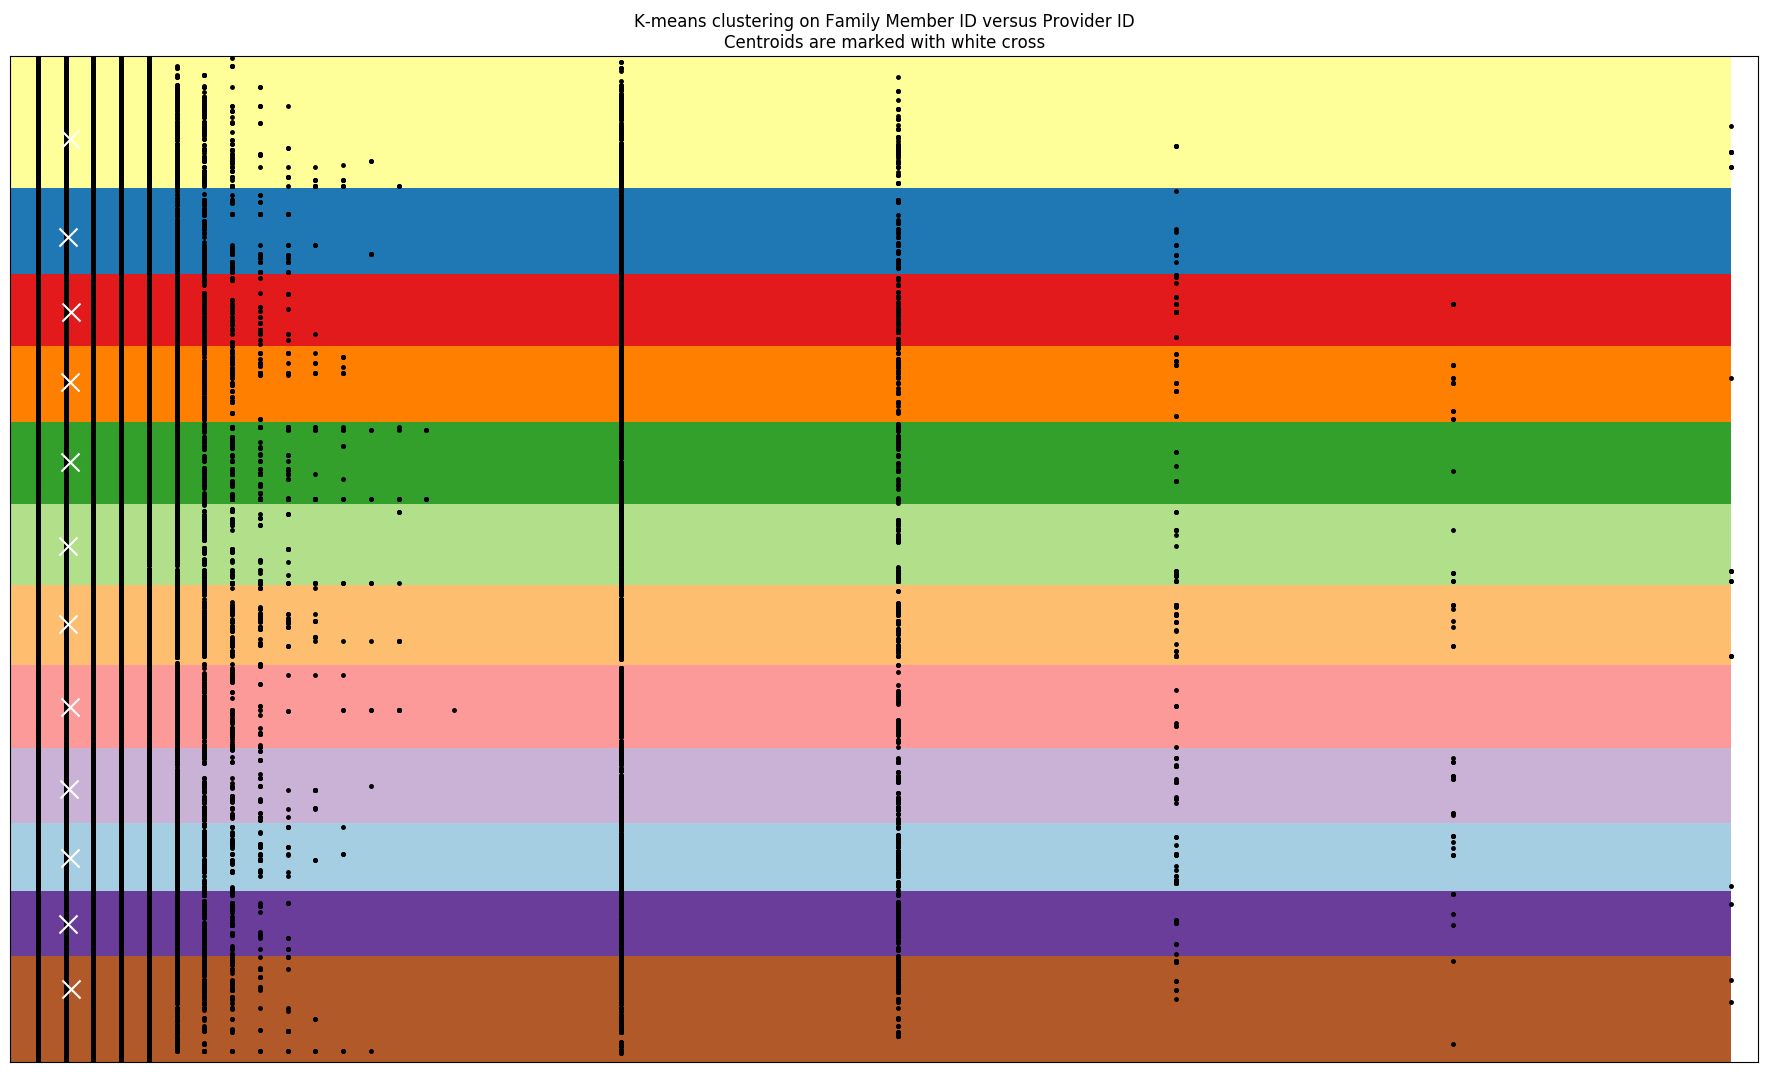 K-means clustering on Family Member ID versus Provider ID
Centroids are marked with white cross